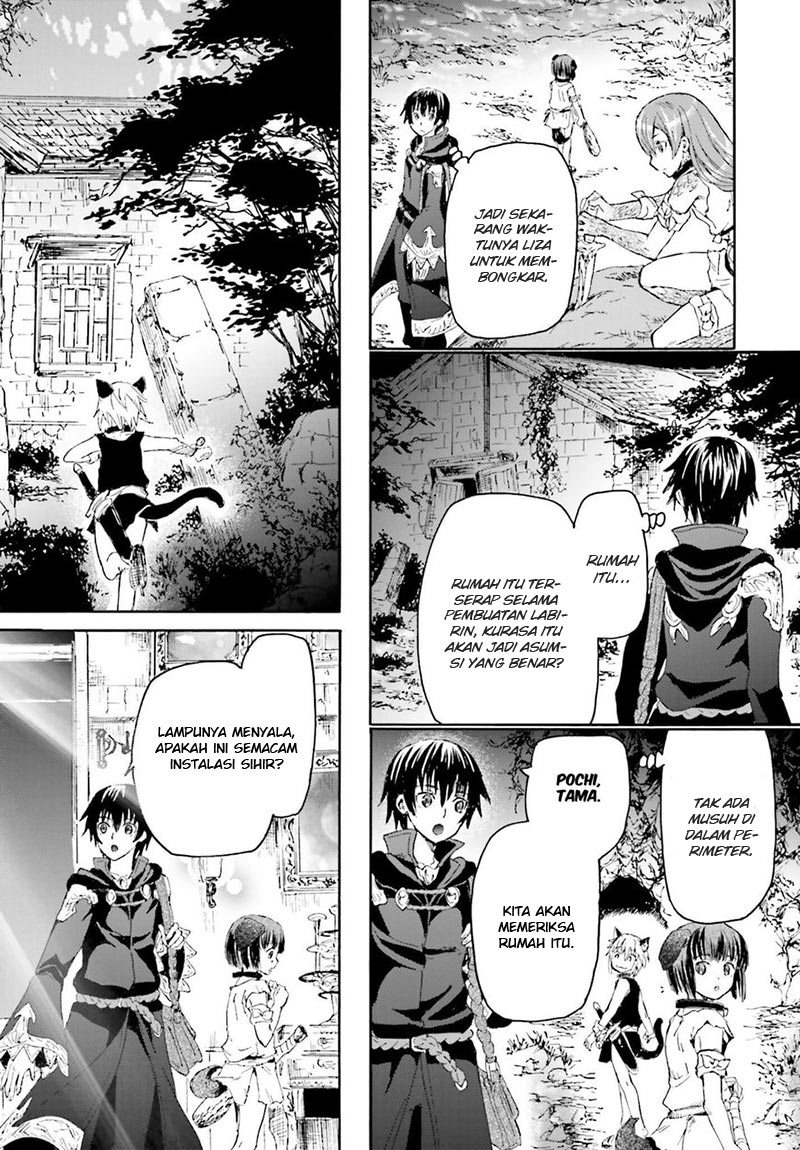 JADI SEKA-
RANG WAK-
TUNYA LIZA
UNTUK MEM-
BONGKAR.
RUMAH
ITU...
RUMAH ITU TER-
SERAP SELAMA
PEMBUATAN LABI-
RIN, KURASA ITU
AKAN JADI ASUM-
SI YANG BENAR?
TAK ADA
MUSUH DI
DALAM PE-
RIMETER.
POCHI,
TAMA.
KITA AKAN
MEMERIKSA
RUMAH ITU.
LAMPUNYA MENYALA,
APAKAH INI SEMACAM
INSTALASI SIHIR?